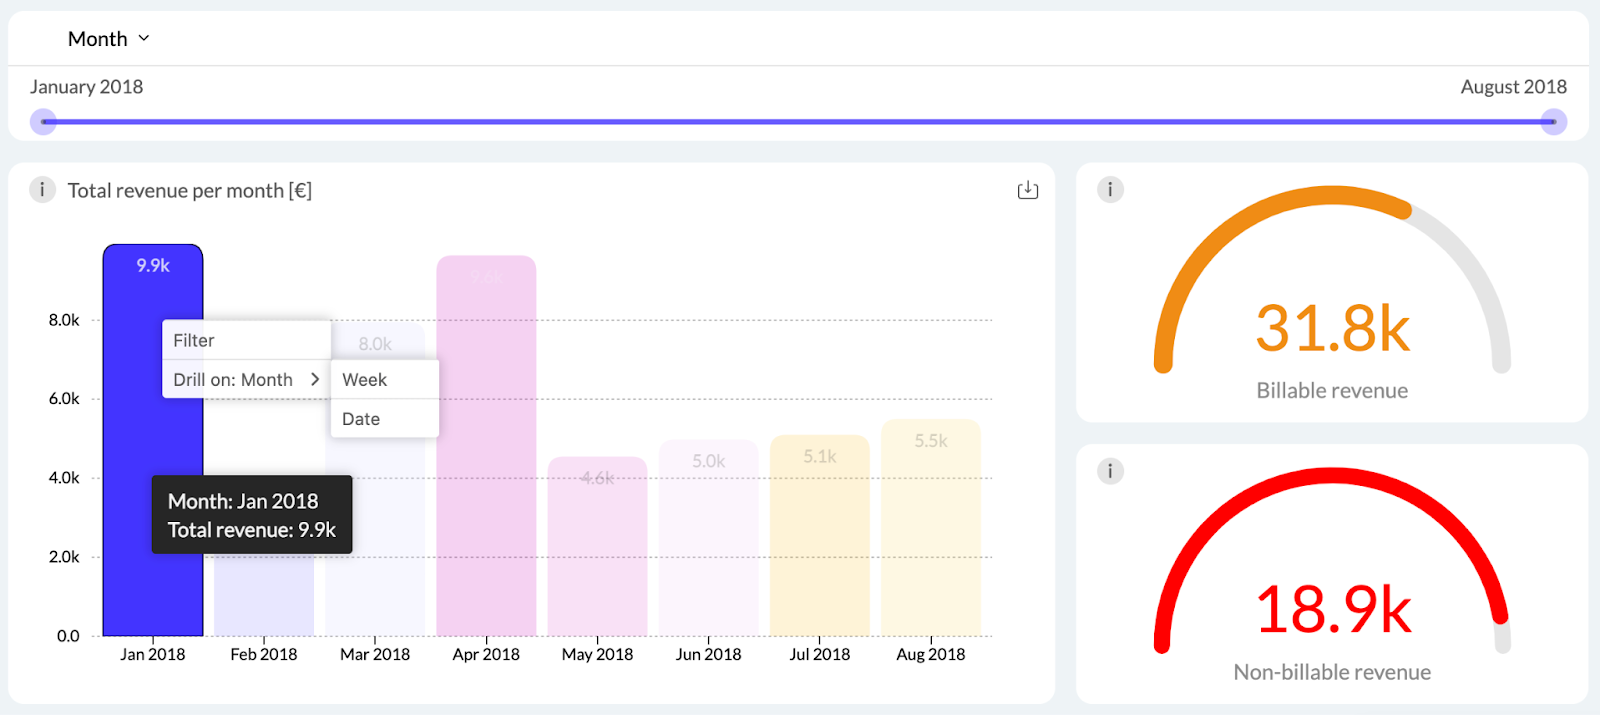 Month
January 2018
August 2018
i
Total revenue per month [€]
9.9k
8.0k
6.0k
4.0k
2.0k
0.0
Filter
Drill on: Month
Week
Date
Month: Jan 2018
Total revenue: 9.9k
8.0k
9.6k
4.6k
5.0k
5.1k
5.5k
Jan 2018
Feb 2018
Mar 2018
Apr 2018
May 2018
Jun 2018
Jul 2018
Aug 2018
i
31.8k
Billable revenue
i
18.9k
Non-billable revenue